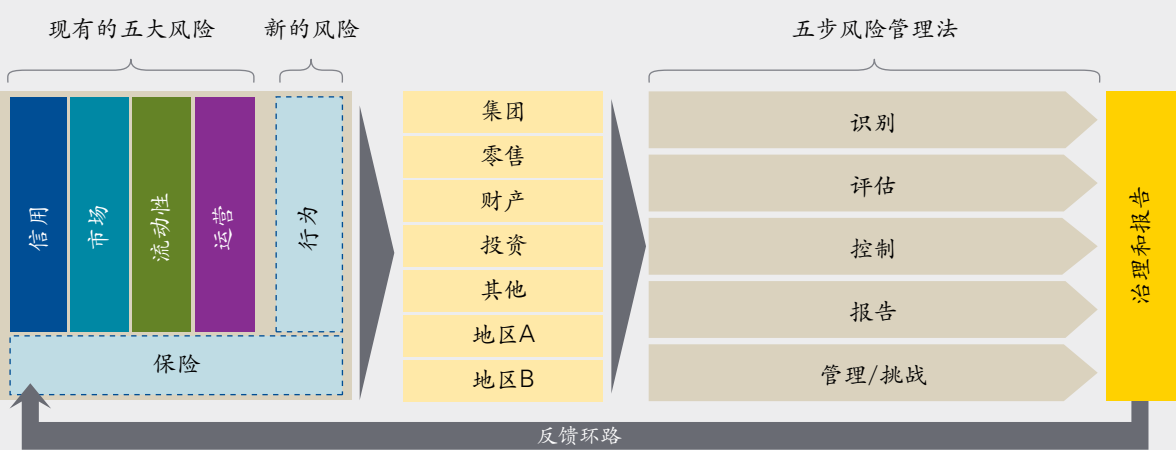 现有的五大风险
新的风险
五步风险管理法
信用
市场
流动性
运营
行为
保险
集团
零售
财产
投资
其他
地区A
地区B
识别
评估
控制
报告
管理/挑战
治理和报告
反馈环路